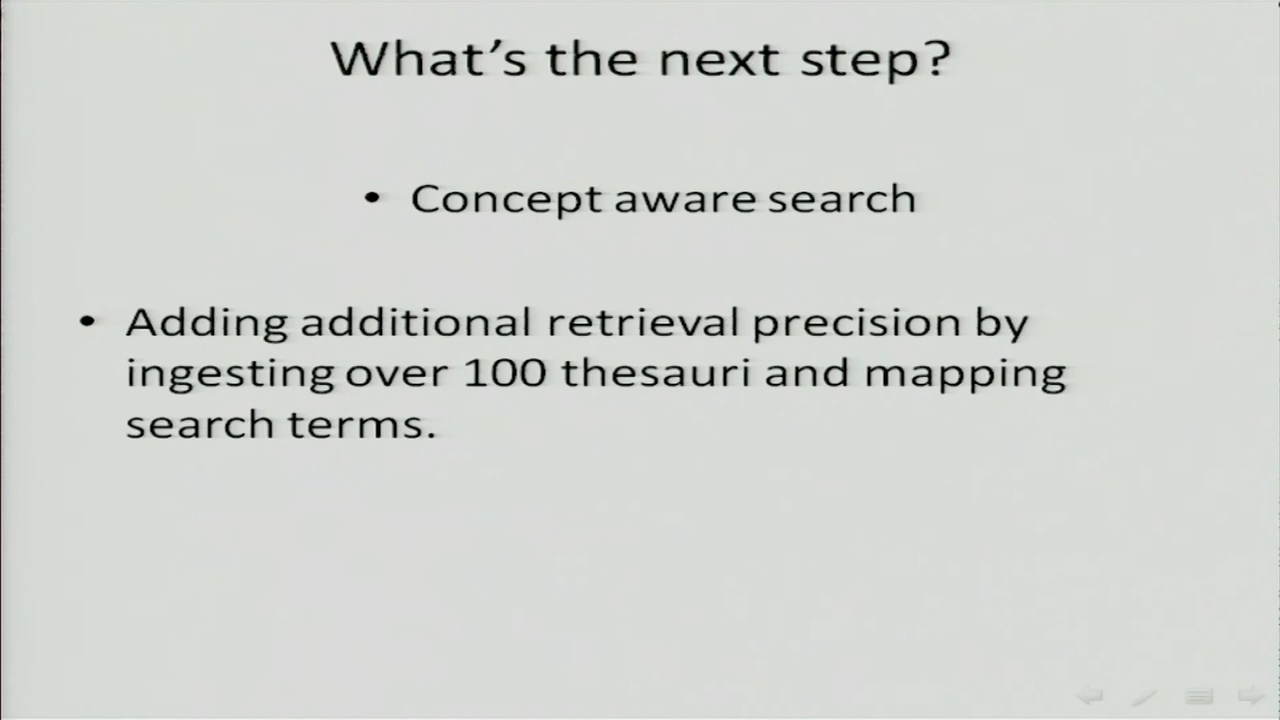 What's the next step?
• Concept aware search
• Adding additional retrieval precision by
ingesting over 100 thesauri and mapping
search terms.